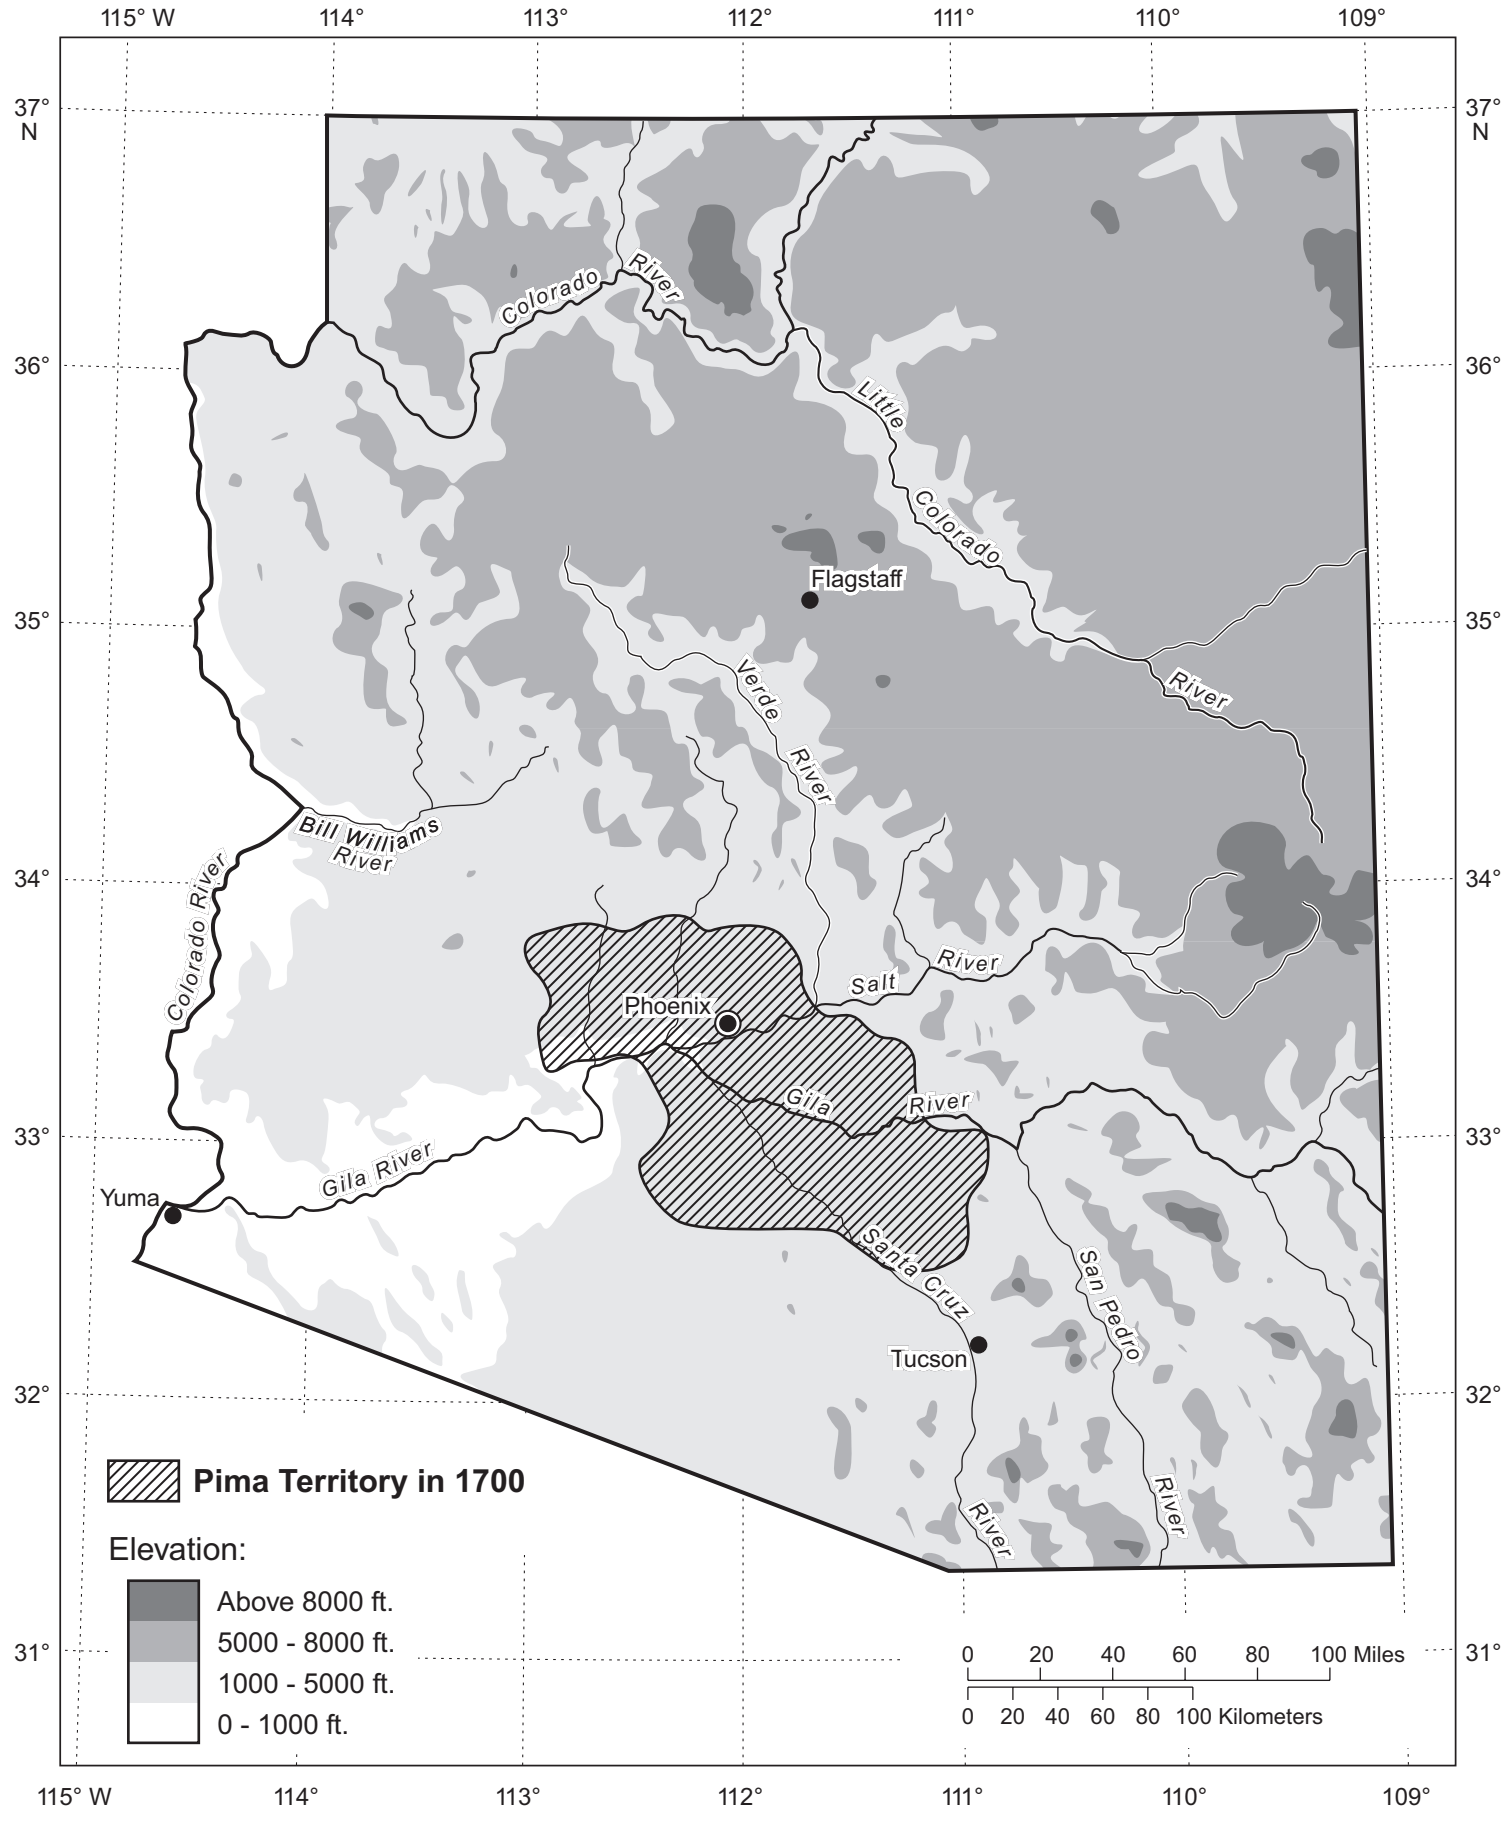 115° W 114° 113° 112° 111° 110° 109°
37° N
37° N
Colorado River
36°
36°
Little Colorado River
Flagstaff
35°
35°
Verde River
Bill Williams River
34°
34°
Colorado River
Salt River
Phoenix
Gila River
33°
33°
Gila River
Yuma
Santa Cruz River
San Pedro River
Tucson
32°
32°
Pima Territory in 1700
Elevation:
Above 8000 ft.
5000 - 8000 ft.
1000 - 5000 ft.
0 - 1000 ft.
31°
31°
0 20 40 60 80 100 Miles
0 20 40 60 80 100 Kilometers
115° W 114° 113° 112° 111° 110° 109°